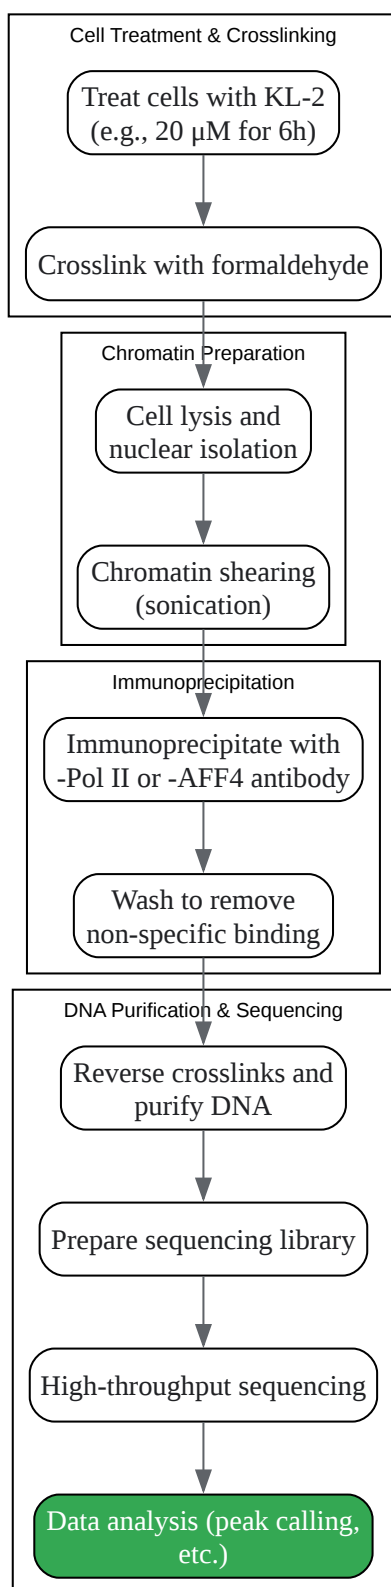 Cell Treatment & Crosslinking
Treat cells with KL-2
(e.g., 20 μM for 6h)
Crosslink with formaldehyde
Chromatin Preparation
Cell lysis and
nuclear isolation
Chromatin shearing
(sonication)
Immunoprecipitation
Immunoprecipitate with
-Pol II or -AFF4 antibody
Wash to remove
non-specific binding
DNA Purification & Sequencing
Reverse crosslinks and
purify DNA
Prepare sequencing library
High-throughput sequencing
Data analysis (peak calling,
etc.)